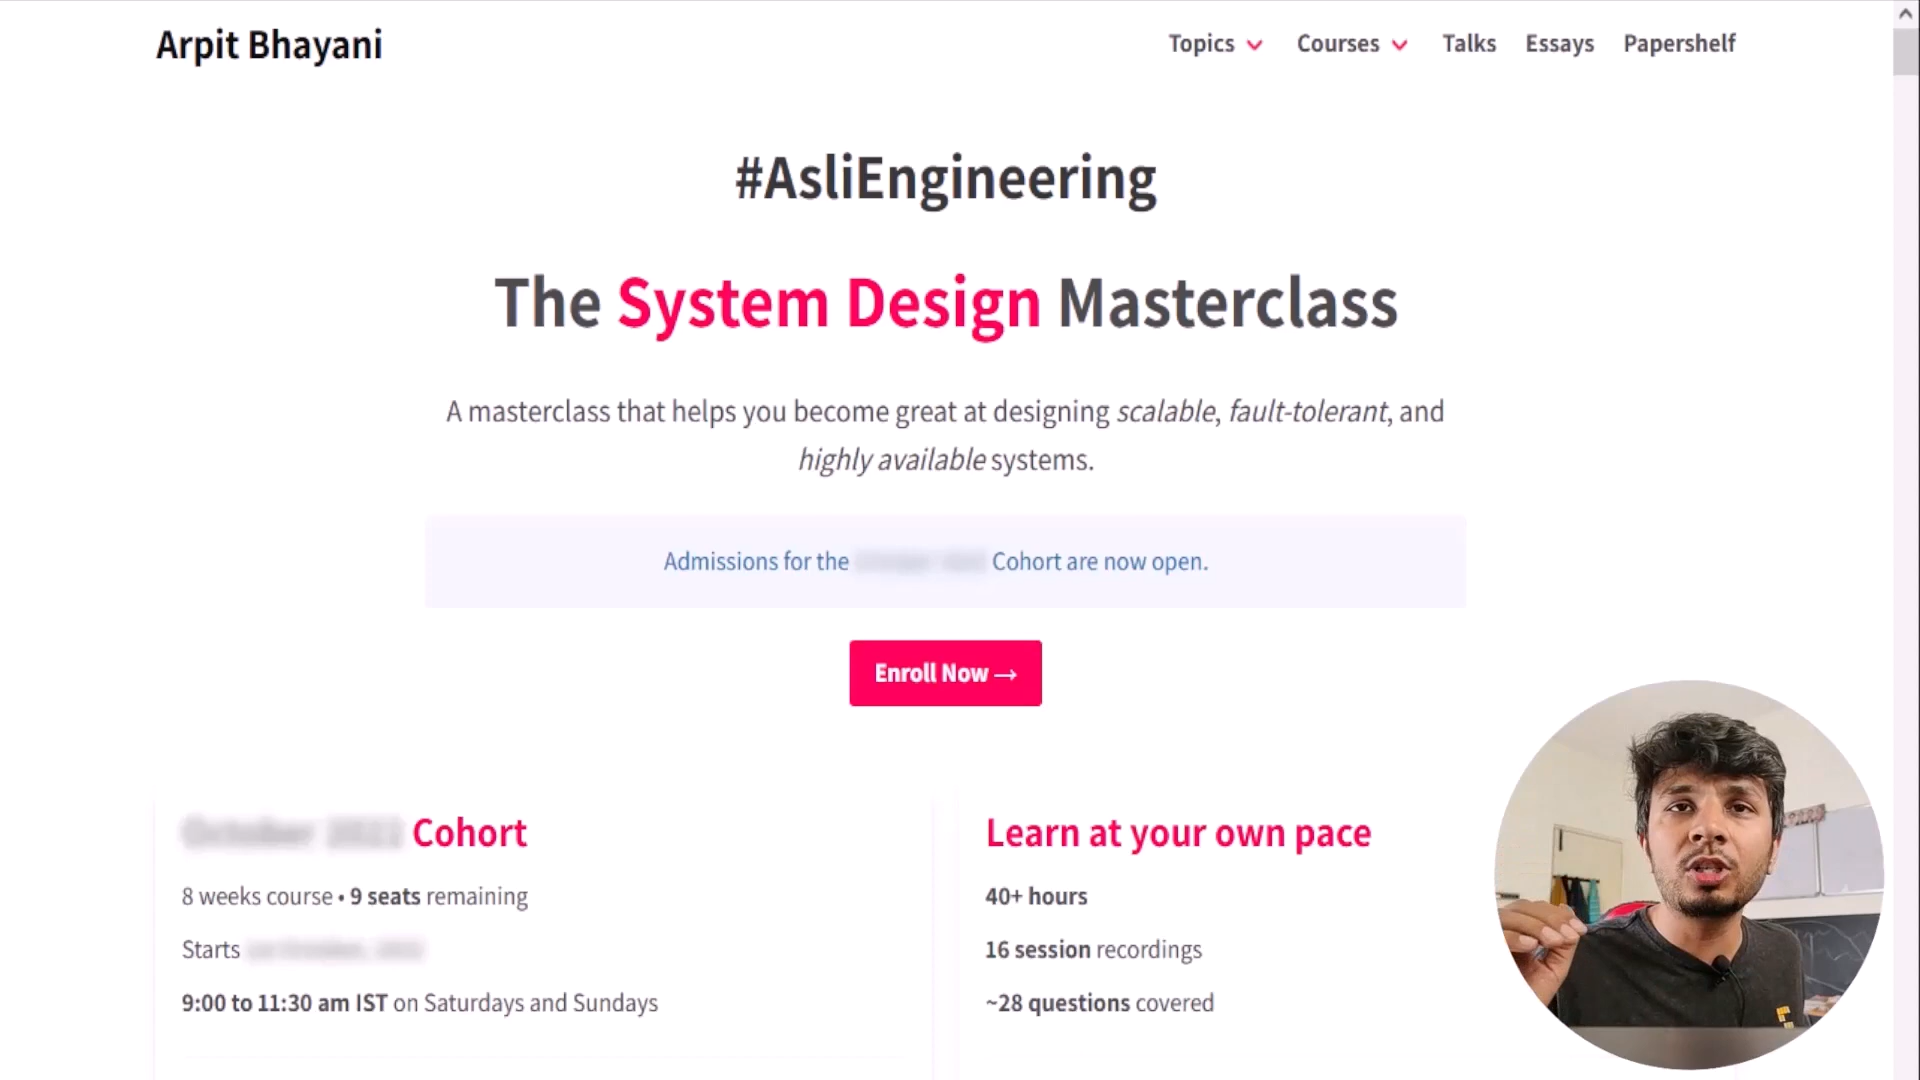 Arpit Bhayani
Topics Courses Talks Essays Papershelf
#AsliEngineering
The System Design Masterclass
A masterclass that helps you become great at designing scalable, fault-tolerant, and
highly available systems.
Admissions for the Cohort are now open.
Enroll Now →
Cohort
8 weeks course • 9 seats remaining
Starts
9:00 to 11:30 am IST on Saturdays and Sundays
Learn at your own pace
40+ hours
16 session recordings
~28 questions covered